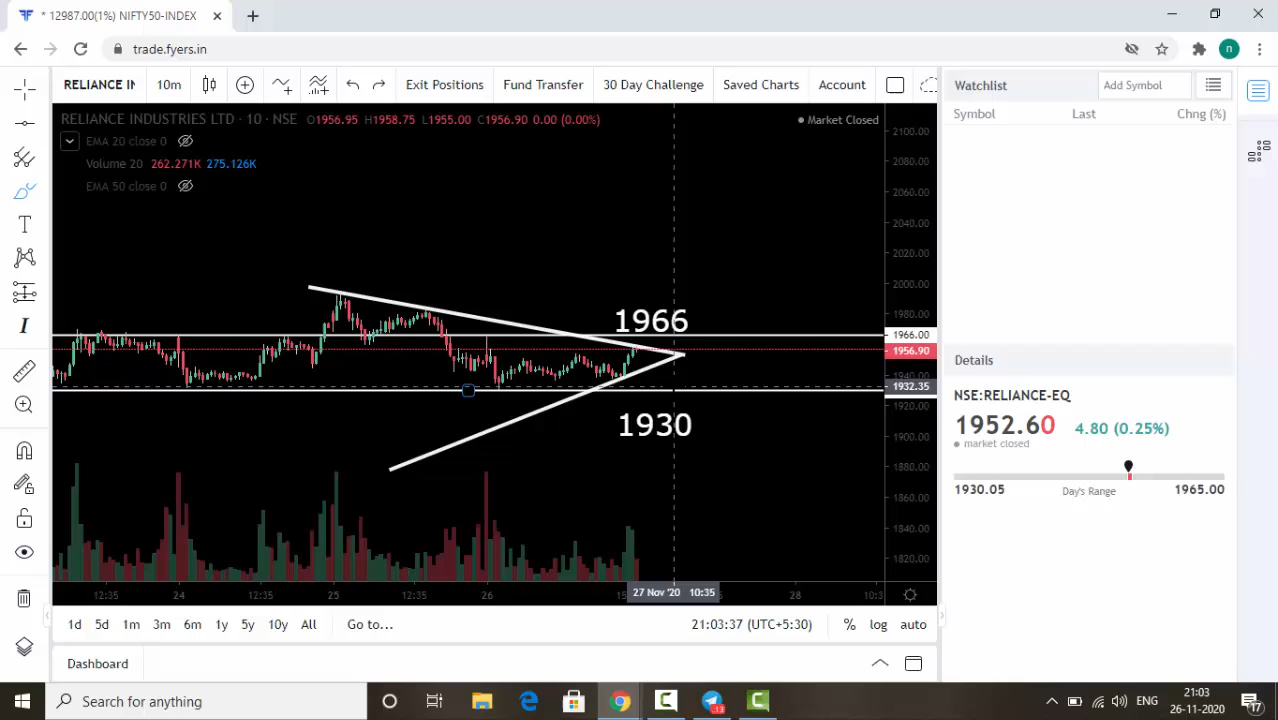 * 12987.00(1%) NIFTY50-INDEX
trade.fyers.in
n
RELIANCE IN 10m Exit Positions Fund Transfer 30 Day Challenge Saved Charts Account
Watchlist Add Symbol
Symbol Last Chng (%)
RELIANCE INDUSTRIES LTD · 10 · NSE O1956.95 H1958.75 L1955.00 C1956.90 0.00 (0.00%)
Market Closed
EMA 20 close 0
Volume 20 262.271K 275.126K
EMA 50 close 0
2100.00
2080.00
2060.00
2040.00
2020.00
2000.00
1980.00
1966
1966.00
1956.90
1940.00
1932.35
1920.00
1930
1900.00
1880.00
1860.00
1840.00
1820.00
12:35 24 12:35 25 12:35 26 27 Nov '20 10:35 28 10:3
T
I
Details
NSE:RELIANCE-EQ
1952.60 4.80 (0.25%)
market closed
1930.05 Day's Range 1965.00
1d 5d 1m 3m 6m 1y 5y 10y All Go to... 21:03:37 (UTC+5:30) % log auto
Dashboard
Search for anything
13
ENG
21:03
26-11-2020
17